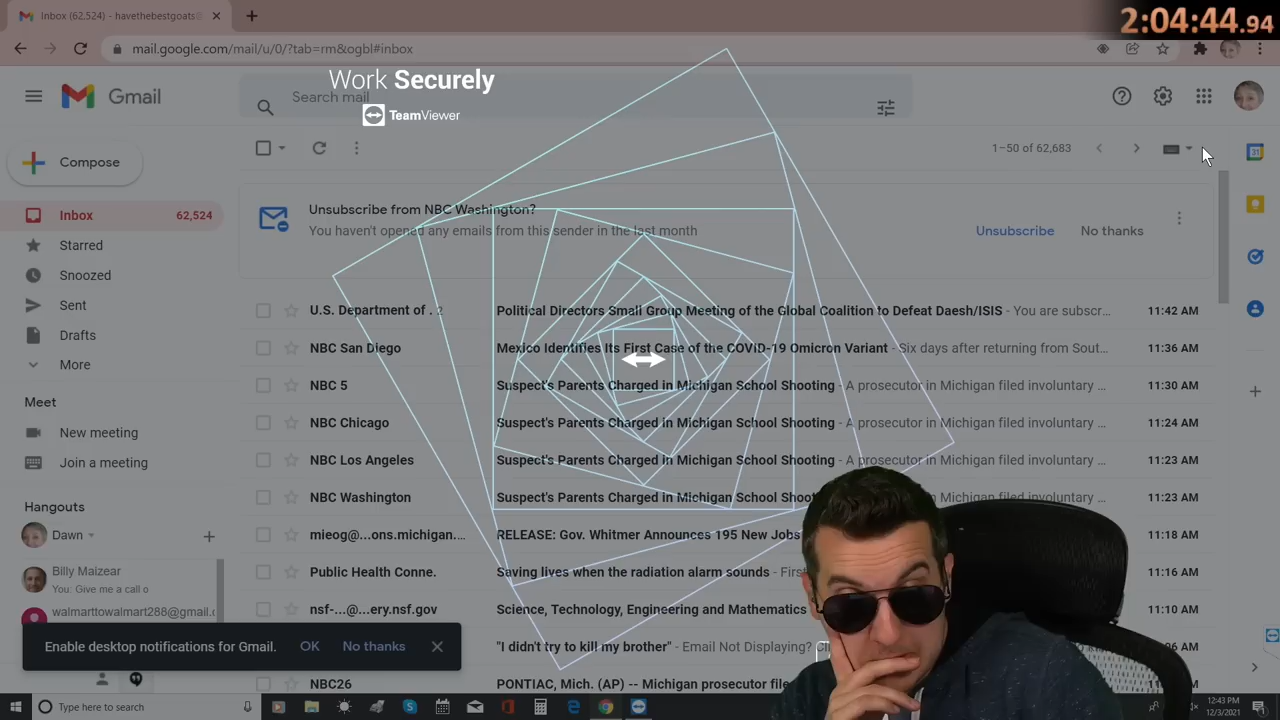 Inbox (62,524) - havethebestgoats@
2:04:44.94
mail.google.com/mail/u/0/?tab=rm&ogbl#inbox
Work Securely
TeamViewer
Gmail
Search mail
Compose
1–50 of 62,683
31
Inbox 62,524
Unsubscribe from NBC Washington?
You haven't opened any emails from this sender in the last month
Unsubscribe No thanks
Starred
Snoozed
Sent
Drafts
More
U.S. Department of . 2 Political Directors Small Group Meeting of the Global Coalition to Defeat Daesh/ISIS - You are subscr... 11:42 AM
NBC San Diego Mexico Identifies Its First Case of the COVID-19 Omicron Variant - Six days after returning from Sout... 11:36 AM
NBC 5 Suspect's Parents Charged in Michigan School Shooting - A prosecutor in Michigan filed involuntary ... 11:30 AM
Meet
NBC Chicago Suspect's Parents Charged in Michigan School Shooting - A prosecutor in Michigan filed involuntary ... 11:24 AM
New meeting
NBC Los Angeles Suspect's Parents Charged in Michigan School Shooting - A prosecutor in Michigan filed involuntary ... 11:23 AM
Join a meeting
NBC Washington Suspect's Parents Charged in Michigan School in Michigan filed involuntary ... 11:23 AM
Hangouts
Dawn
mieog@...ons.michigan.... RELEASE: Gov. Whitmer Announces 195 New Jobs 11:18 AM
Billy Maizear
You: Give me a call o
Public Health Conne. Saving lives when the radiation alarm sounds - First 11:16 AM
walmarttowalmart288@gmail.c
nsf-...@...ery.nsf.gov Science, Technology, Engineering and Mathematics 11:10 AM
Enable desktop notifications for Gmail. OK No thanks
"I didn't try to kill my brother" - Email Not Displaying? AM
NBC26 PONTIAC, Mich. (AP) -- Michigan prosecutor file
Type here to search
12:43 PM
12/3/2021